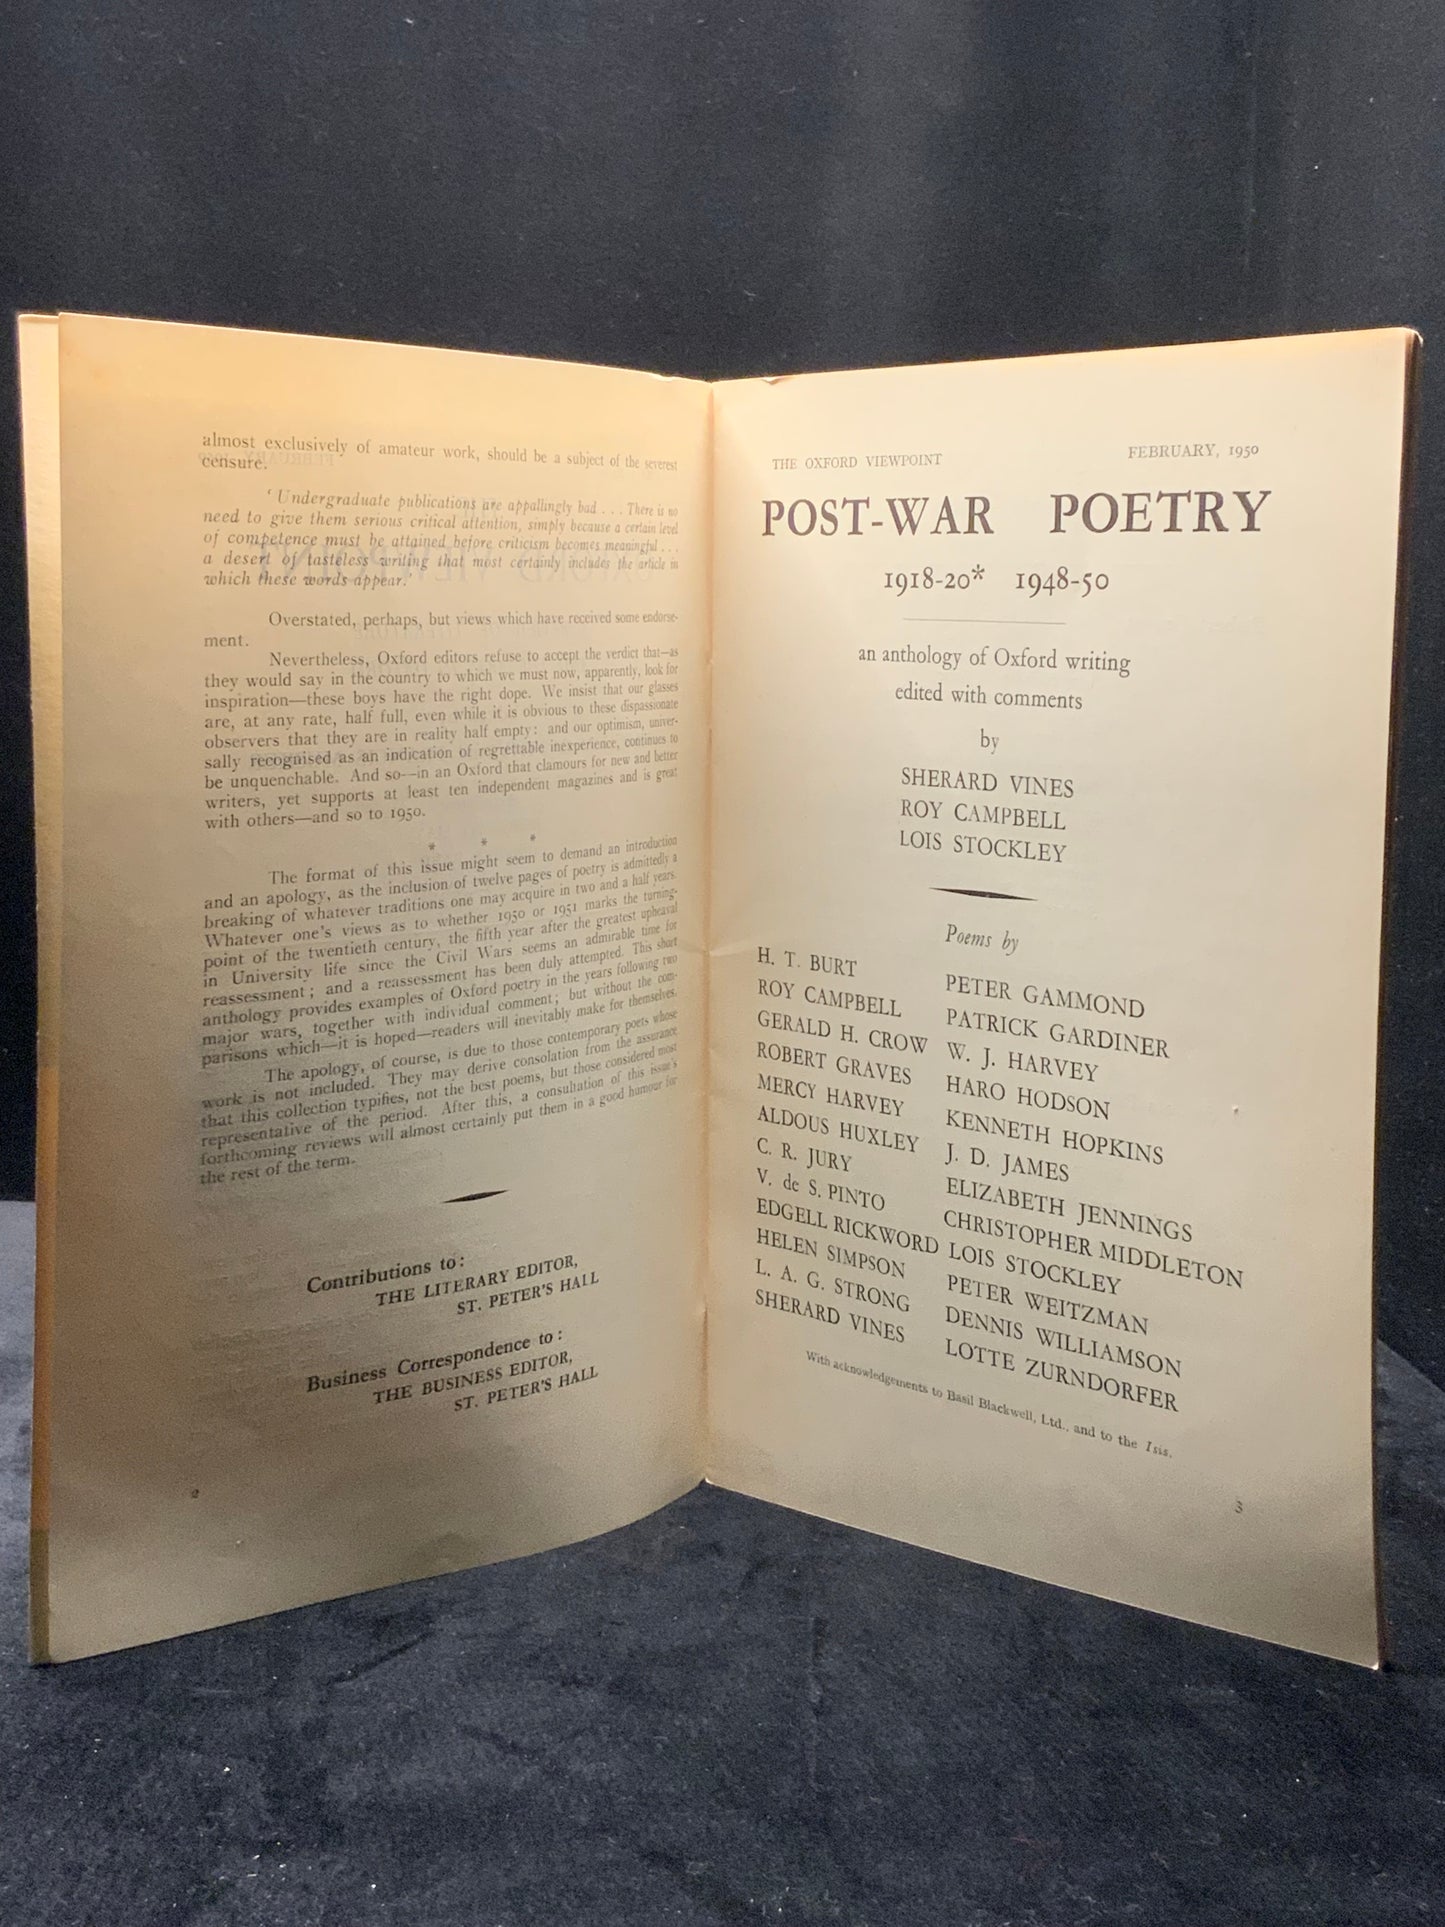 almost exclusively of amateur work, should be a subject of the severest
censure.
'Undergraduate publications are appallingly bad . . . There is no
need to give them serious critical attention, simply because a certain level
of competence must be attained before criticism becomes meaningful . . .
a desert of tasteless writing that most certainly includes the article in
which these words appear.'
Overstated, perhaps, but views which have received some endorse-
ment.
Nevertheless, Oxford editors refuse to accept the verdict that—as
they would say in the country to which we must now, apparently, look for
inspiration—these boys have the right dope. We insist that our glasses
are, at any rate, half full, even while it is obvious to these dispassionate
observers that they are in reality half empty: and our optimism, univer-
sally recognised as an indication of regrettable inexperience, continues to
be unquenchable. And so—in an Oxford that clamours for new and better
writers, yet supports at least ten independent magazines and is great
with others—and so to 1950.
* * *
The format of this issue might seem to demand an introduction
and an apology, as the inclusion of twelve pages of poetry is admittedly a
breaking of whatever traditions one may acquire in two and a half years.
Whatever one's views as to whether 1950 or 1951 marks the turning-
point of the twentieth century, the fifth year after the greatest upheaval
in University life since the Civil Wars seems an admirable time for
reassessment; and a reassessment has been duly attempted. This short
anthology provides examples of Oxford poetry in the years following two
major wars, together with individual comment; but without the com-
parisons which—it is hoped—readers will inevitably make for themselves.
The apology, of course, is due to those contemporary poets whose
work is not included. They may derive consolation from the assurance
that this collection typifies, not the best poems, but those considered most
representative of the period. After this, a consultation of this issue's
forthcoming reviews will almost certainly put them in a good humour for
the rest of the term.
Contributions to:
THE LITERARY EDITOR,
ST. PETER'S HALL
Business Correspondence to:
THE BUSINESS EDITOR,
ST. PETER'S HALL
2
THE OXFORD VIEWPOINT FEBRUARY, 1950
POST-WAR POETRY
1918-20* 1948-50
an anthology of Oxford writing
edited with comments
by
SHERARD VINES
ROY CAMPBELL
LOIS STOCKLEY
Poems by
H. T. BURT
ROY CAMPBELL
GERALD H. CROW
ROBERT GRAVES
MERCY HARVEY
ALDOUS HUXLEY
C. R. JURY
V. de S. PINTO
EDGELL RICKWORD
HELEN SIMPSON
L. A. G. STRONG
SHERARD VINES
PETER GAMMOND
PATRICK GARDINER
W. J. HARVEY
HARO HODSON
KENNETH HOPKINS
J. D. JAMES
ELIZABETH JENNINGS
CHRISTOPHER MIDDLETON
LOIS STOCKLEY
PETER WEITZMAN
DENNIS WILLIAMSON
LOTTE ZURNDORFER
With acknowledgements to Basil Blackwell, Ltd., and to the Isis.
3